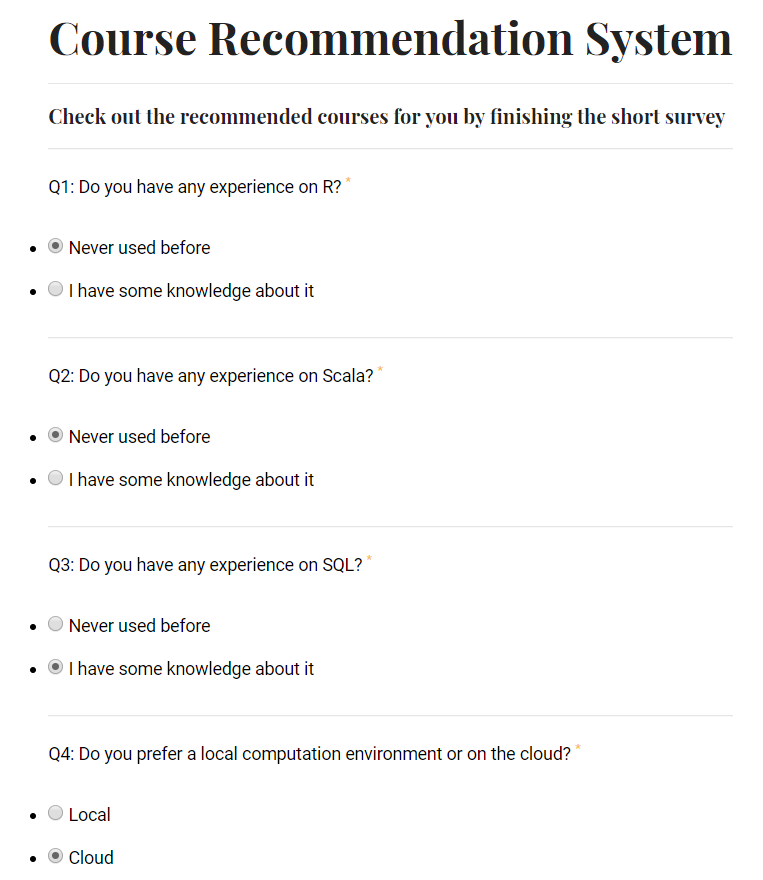 Course Recommendation System
Check out the recommended courses for you by finishing the short survey
Q1: Do you have any experience on R? *
Never used before
I have some knowledge about it
Q2: Do you have any experience on Scala? *
Never used before
I have some knowledge about it
Q3: Do you have any experience on SQL? *
Never used before
I have some knowledge about it
Q4: Do you prefer a local computation environment or on the cloud? *
Local
Cloud